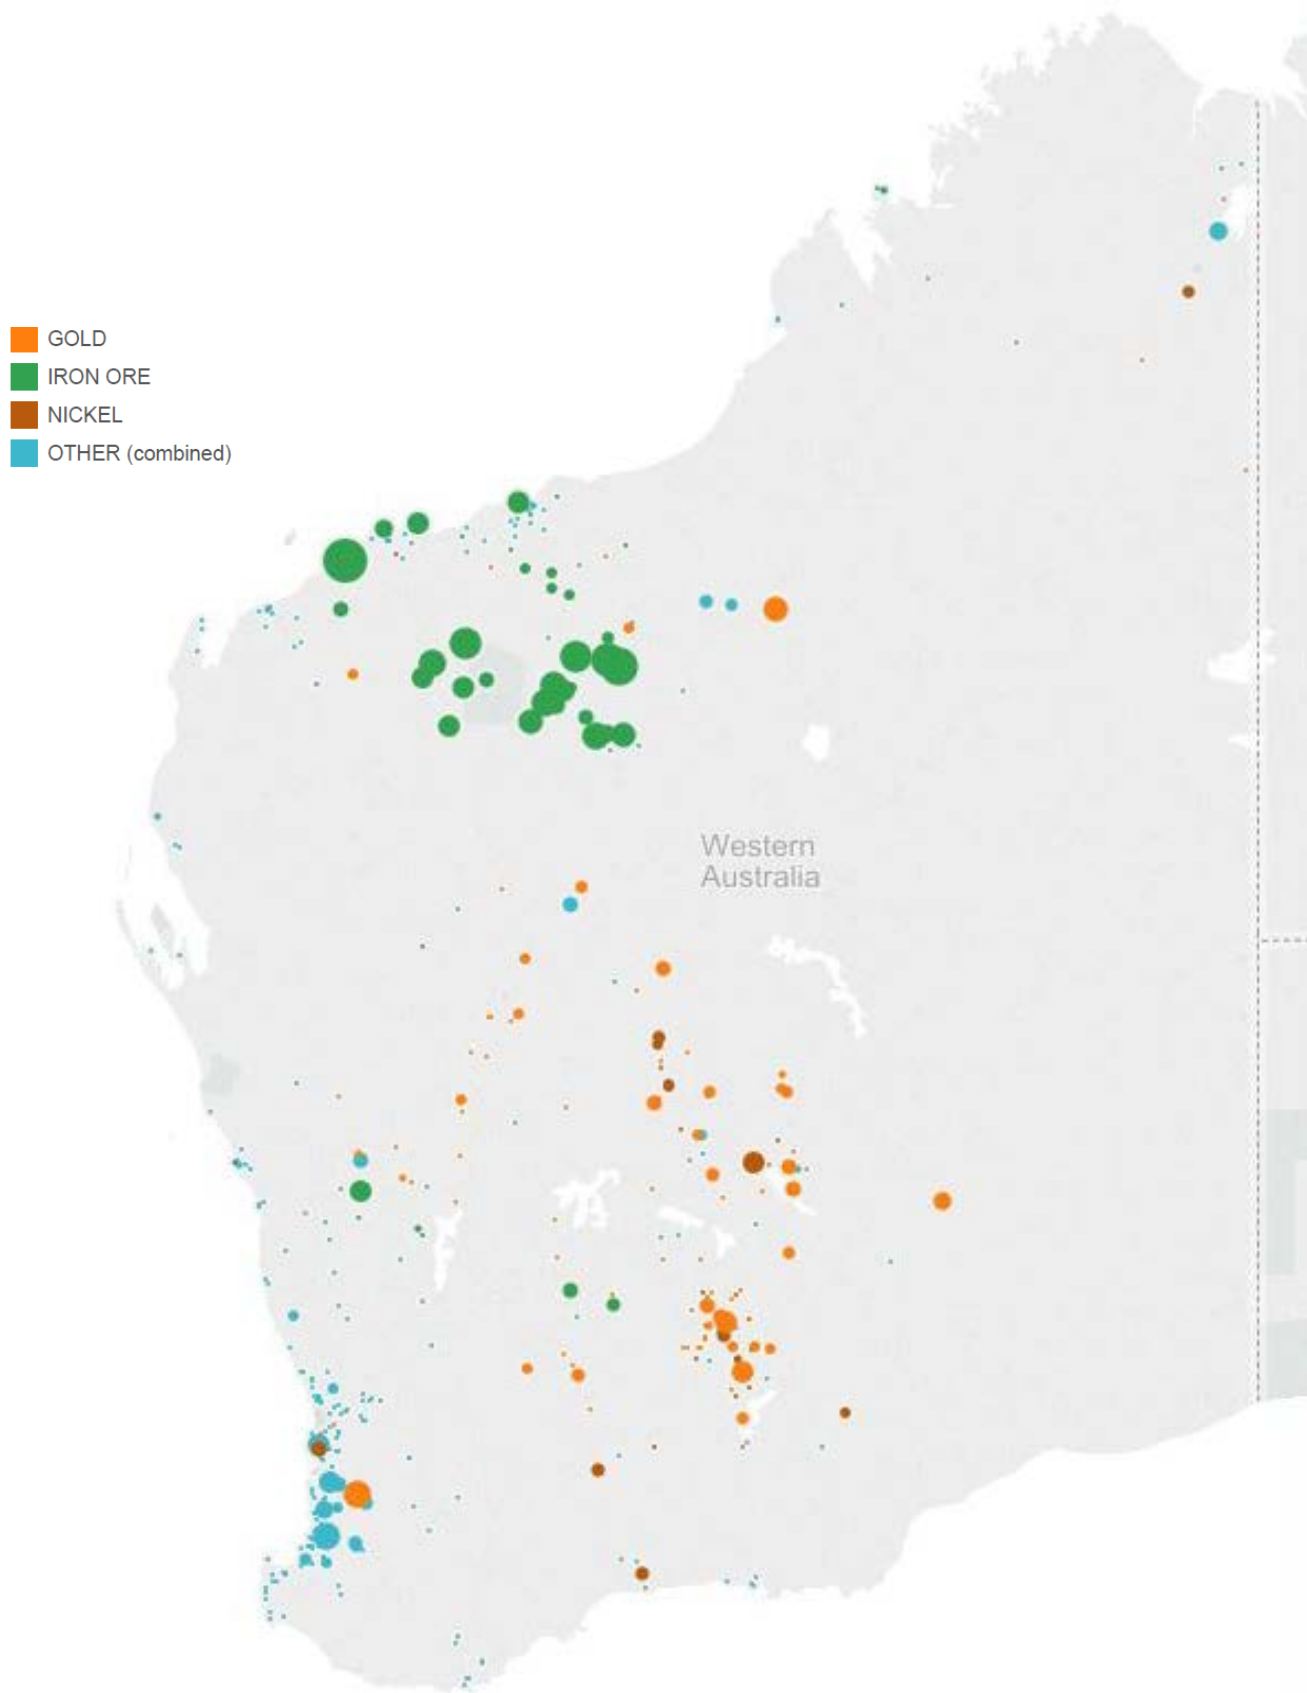 GOLD
IRON ORE
NICKEL
OTHER (combined)
Western
Australia